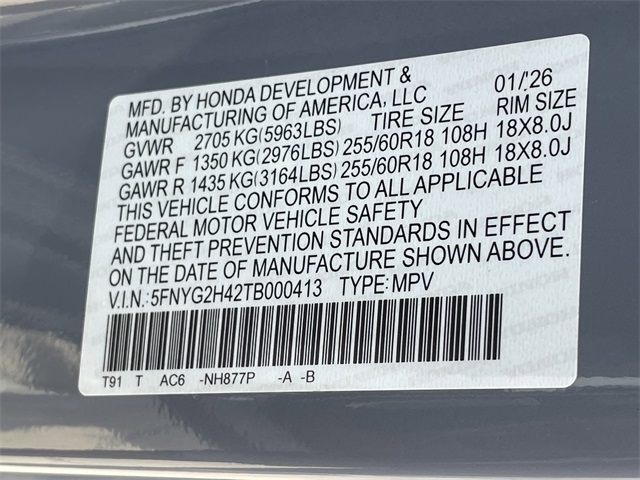 MFD. BY HONDA DEVELOPMENT & 01/'26
MANUFACTURING OF AMERICA, LLC
GVWR 2705 KG(5963LBS) TIRE SIZE RIM SIZE
GAWR F 1350 KG(2976LBS) 255/60R18 108H 18X8.0J
GAWR R 1435 KG(3164LBS) 255/60R18 108H 18X8.0J
THIS VEHICLE CONFORMS TO ALL APPLICABLE
FEDERAL MOTOR VEHICLE SAFETY
AND THEFT PREVENTION STANDARDS IN EFFECT
ON THE DATE OF MANUFACTURE SHOWN ABOVE.
V.I.N.: 5FNYG2H42TB000413 TYPE: MPV
T91 T AC6 -NH877P -A -B